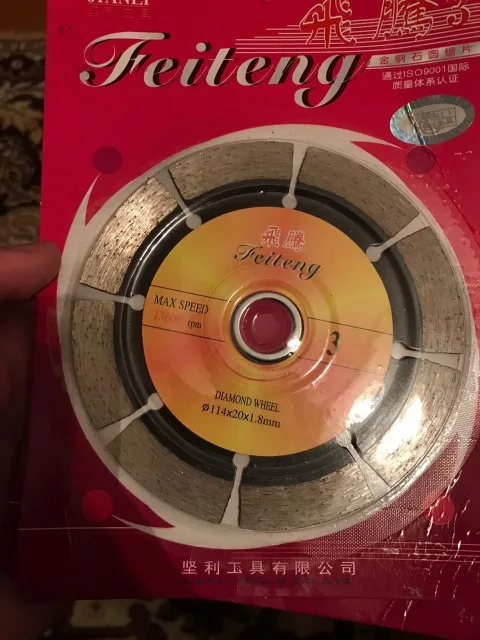 JIANLI
飛騰
Feiteng
金钢石圆锯片
通过ISO9001国际
质量体系认证
飛騰
Feiteng
MAX SPEED
rpm
3
DIAMOND WHEEL
ø114x20x1.8mm
坚利工具有限公司